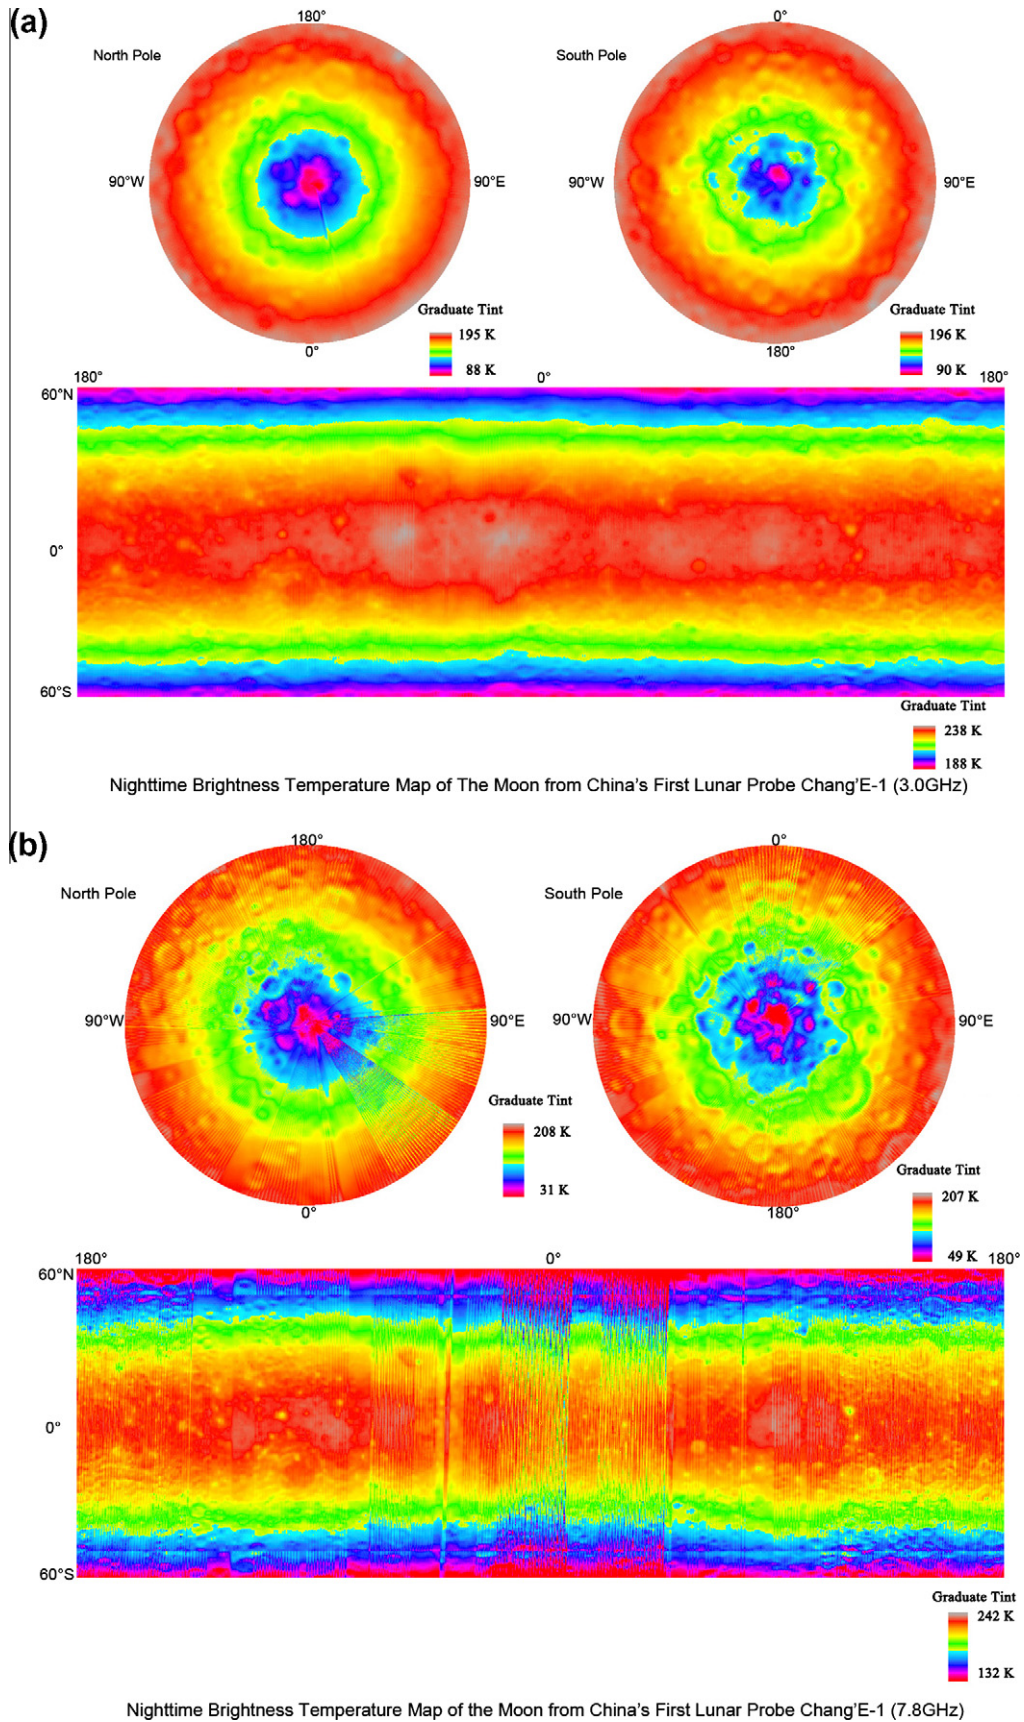 (a)
180°
0°
North Pole
South Pole
90°W
90°E
90°W
90°E
Graduate Tint
195 K
88 K
Graduate Tint
196 K
90 K
0°
180°
180°
0°
180°
60°N
0°
60°S
Graduate Tint
238 K
188 K
Nighttime Brightness Temperature Map of The Moon from China's First Lunar Probe Chang'E-1 (3.0GHz)
(b)
180°
0°
North Pole
South Pole
90°W
90°E
90°W
90°E
Graduate Tint
208 K
31 K
Graduate Tint
207 K
49 K
0°
180°
180°
0°
180°
60°N
0°
60°S
Graduate Tint
242 K
132 K
Nighttime Brightness Temperature Map of the Moon from China's First Lunar Probe Chang'E-1 (7.8GHz)